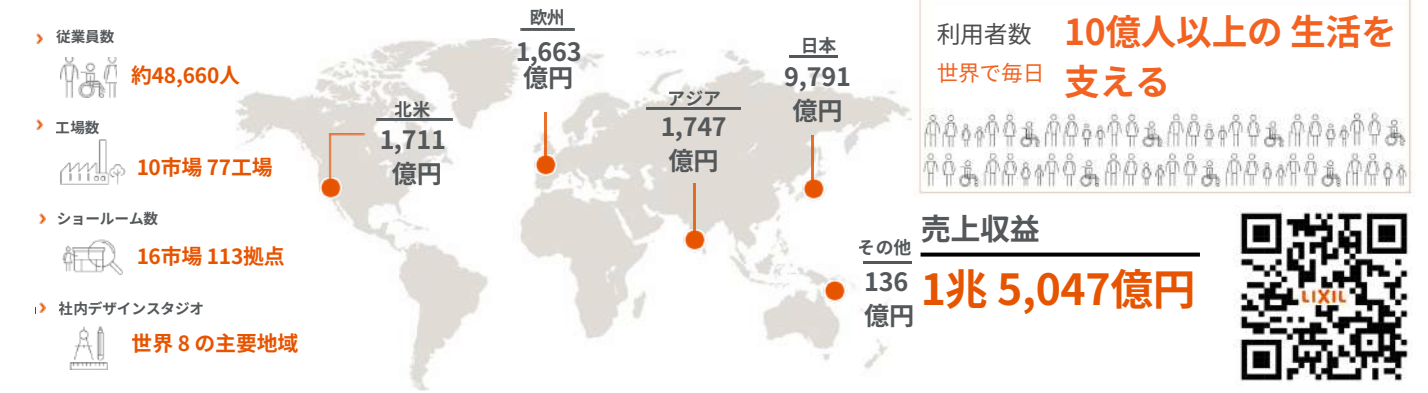 従業員数
約48,660人
工場数
10市場 77工場
ショールーム数
16市場 113拠点
社内デザインスタジオ
世界 8 の主要地域
北米
1,711
億円
欧州
1,663
億円
アジア
1,747
億円
日本
9,791
億円
その他
136
億円
利用者数
世界で毎日
10億人以上の 生活を
支える
売上収益
1兆 5,047億円
LIXIL